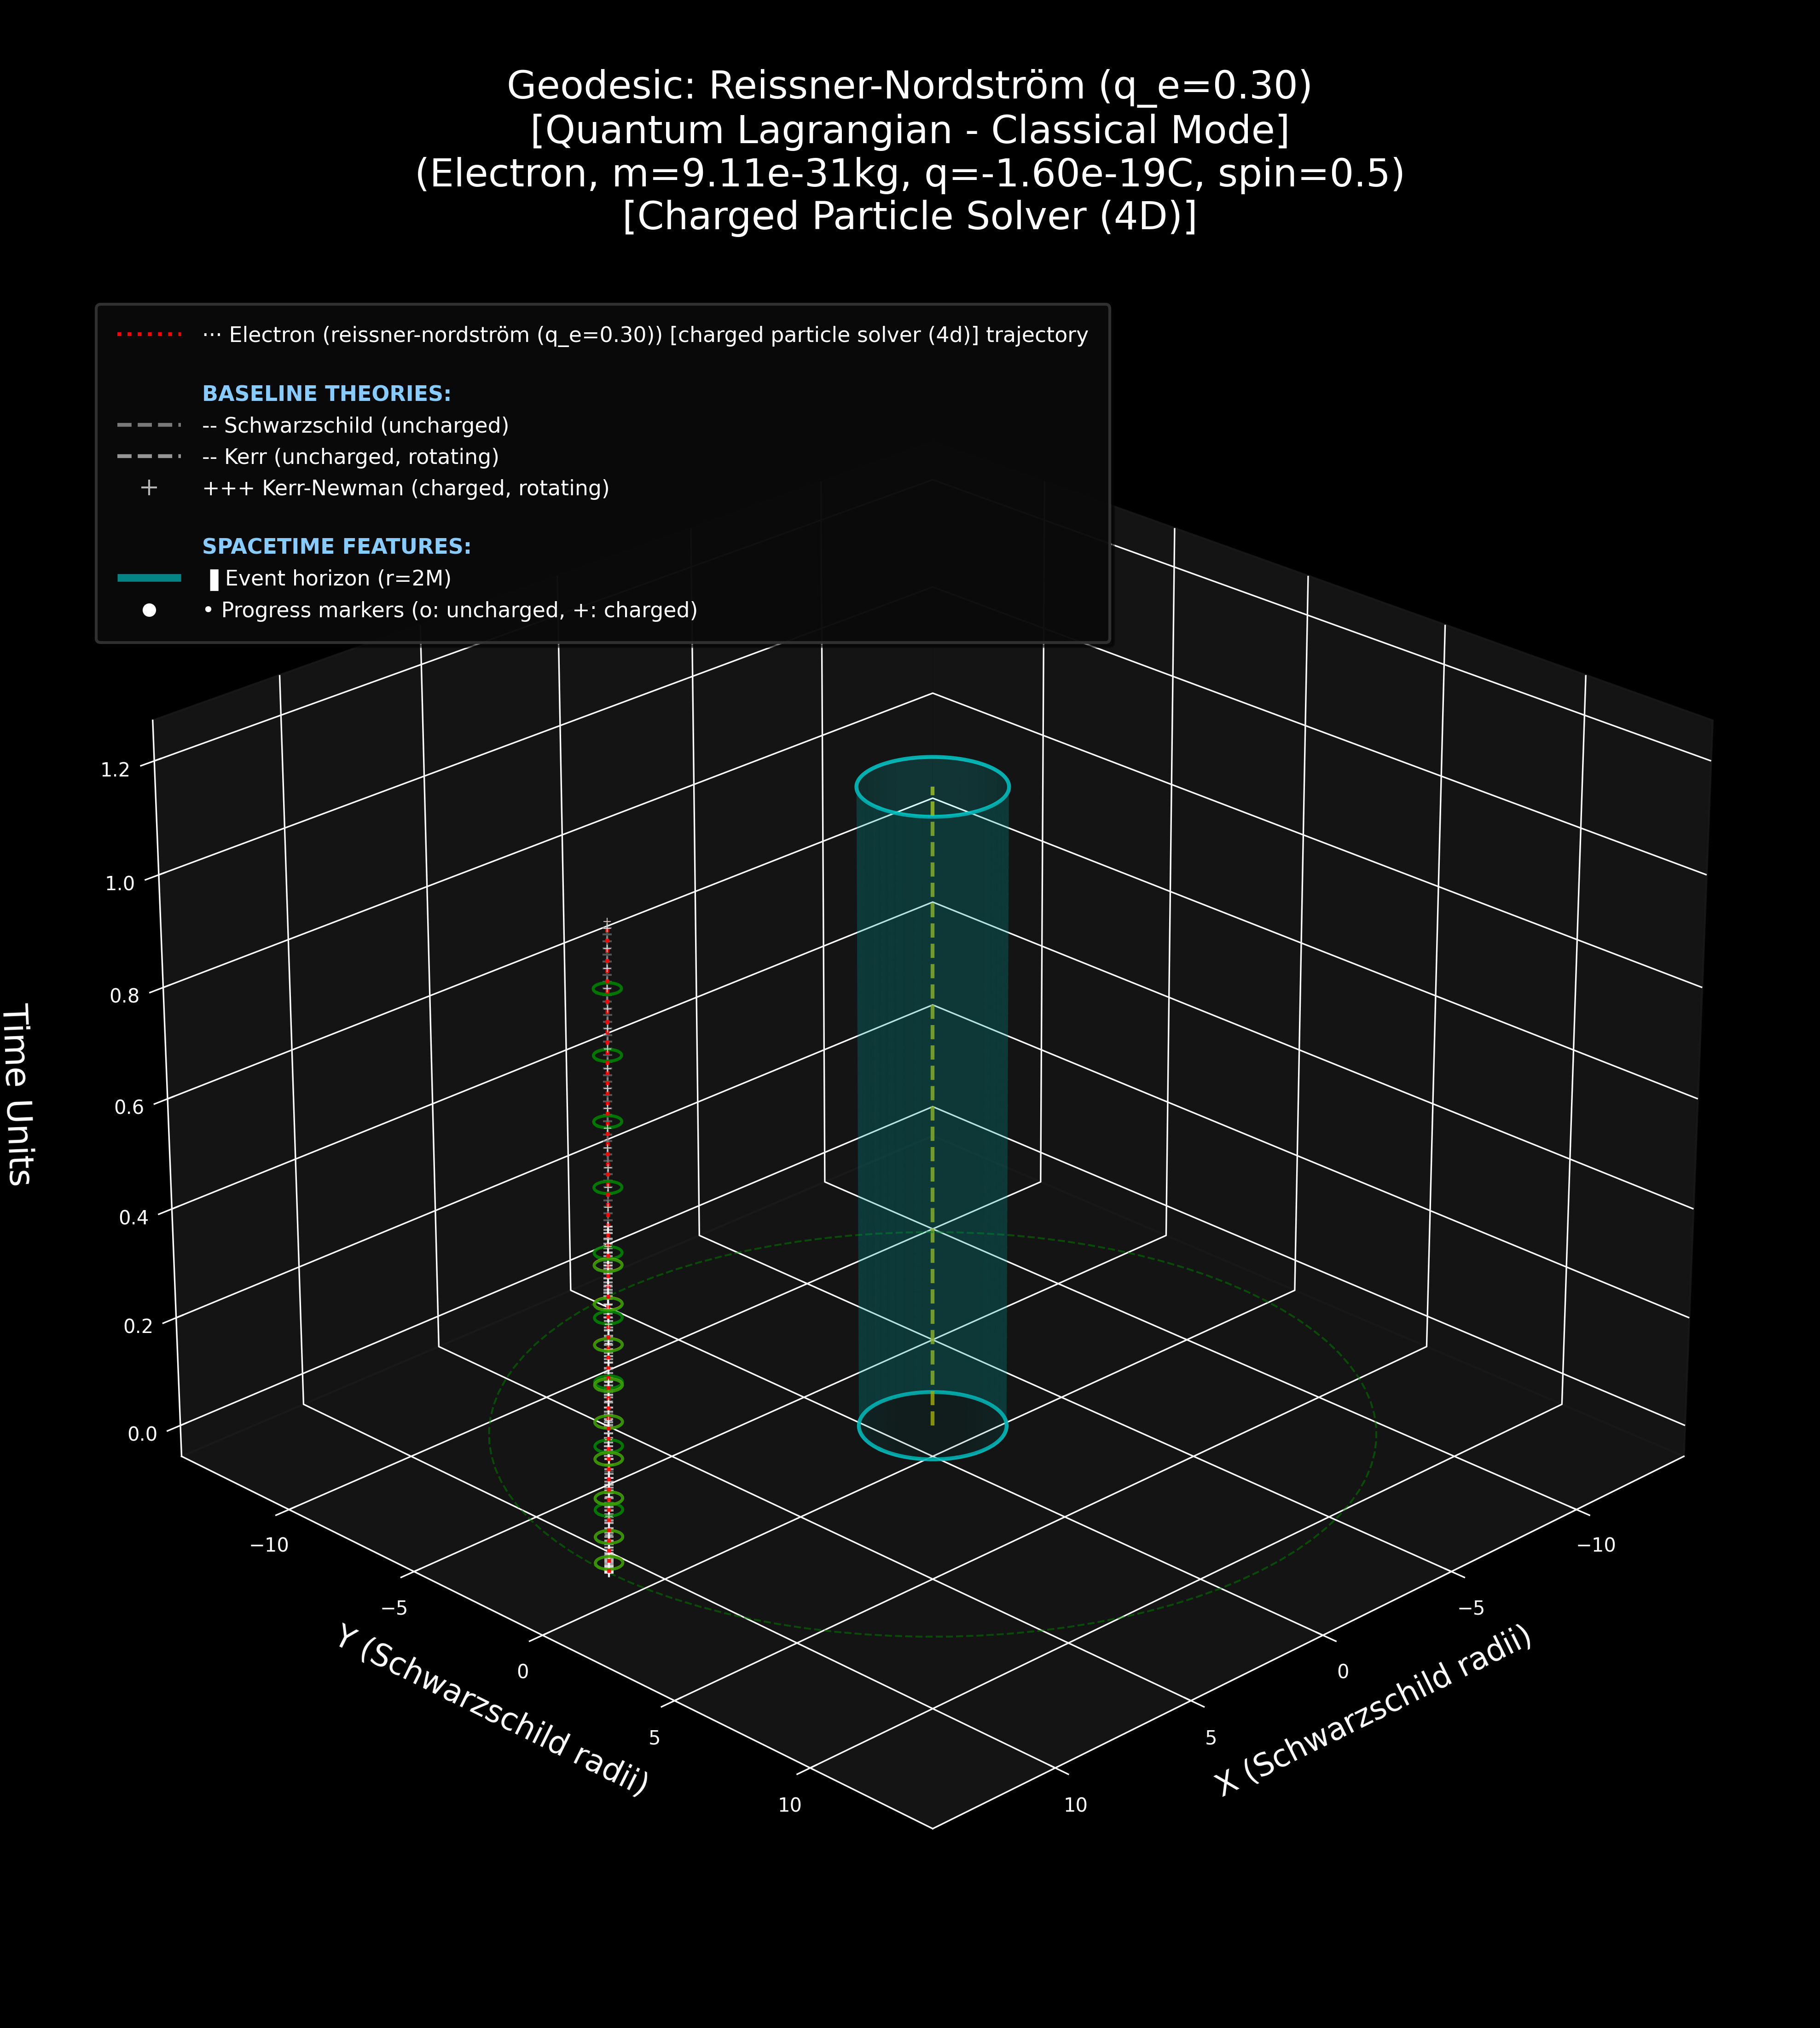 Geodesic: Reissner-Nordström (q_e=0.30)
[Quantum Lagrangian - Classical Mode]
(Electron, m=9.11e-31kg, q=-1.60e-19C, spin=0.5)
[Charged Particle Solver (4D)]
··· Electron (reissner-nordström (q_e=0.30)) [charged particle solver (4d)] trajectory
BASELINE THEORIES:
-- Schwarzschild (uncharged)
-- Kerr (uncharged, rotating)
+++ Kerr-Newman (charged, rotating)
SPACETIME FEATURES:
▌Event horizon (r=2M)
• Progress markers (o: uncharged, +: charged)
1.2
1.0
0.8
0.6
0.4
0.2
0.0
Time Units
−10
−5
0
5
10
Y (Schwarzschild radii)
−10
−5
0
5
10
X (Schwarzschild radii)